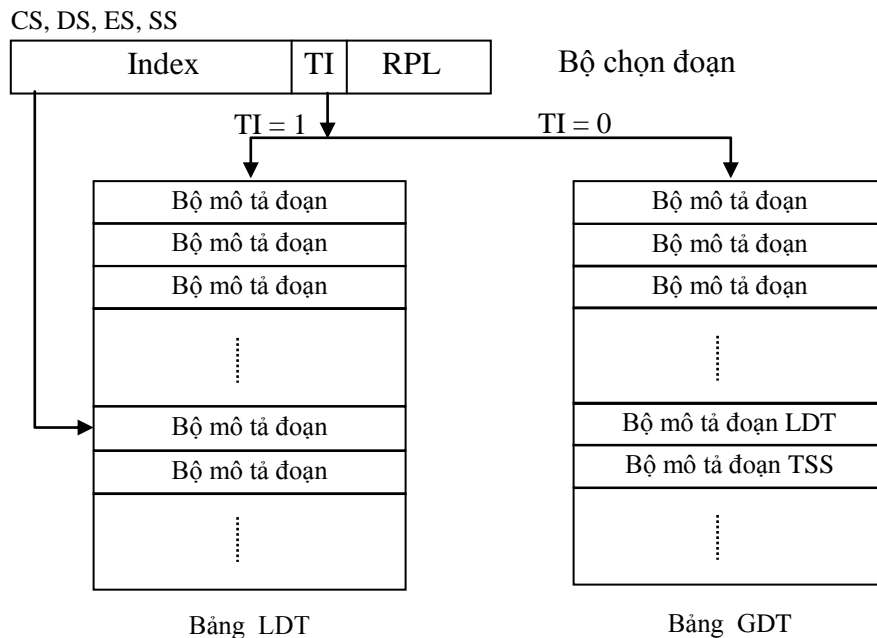 CS, DS, ES, SS
Index TI RPL Bộ chọn đoạn
TI = 1 TI = 0
Bộ mô tả đoạn Bộ mô tả đoạn
Bộ mô tả đoạn Bộ mô tả đoạn
Bộ mô tả đoạn Bộ mô tả đoạn
Bộ mô tả đoạn Bộ mô tả đoạn LDT
Bộ mô tả đoạn Bộ mô tả đoạn TSS
Bảng LDT Bảng GDT